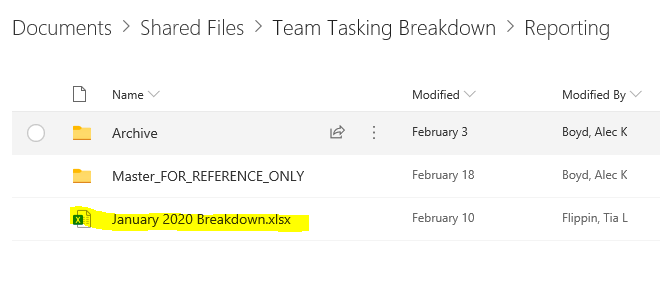 Documents > Shared Files > Team Tasking Breakdown > Reporting
Name Modified Modified By
Archive February 3 Boyd, Alec K
Master_FOR_REFERENCE_ONLY February 18 Boyd, Alec K
January 2020 Breakdown.xlsx February 10 Flippin, Tia L